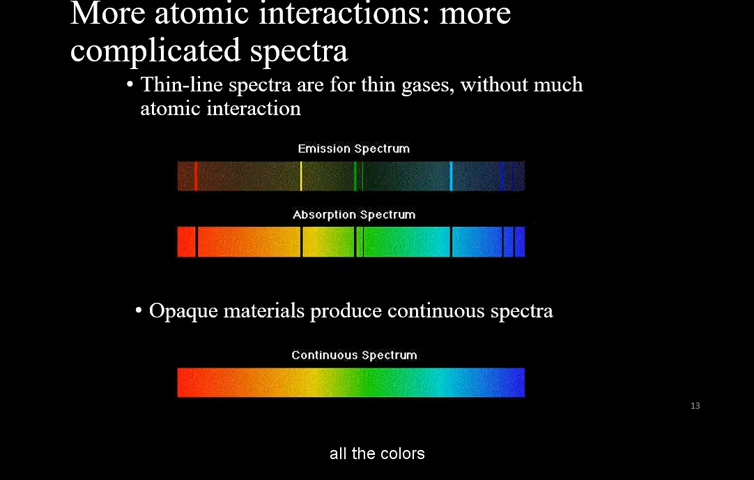 More atomic interactions: more
complicated spectra
• Thin-line spectra are for thin gases, without much
atomic interaction
Emission Spectrum
Absorption Spectrum
• Opaque materials produce continuous spectra
Continuous Spectrum
13
all the colors